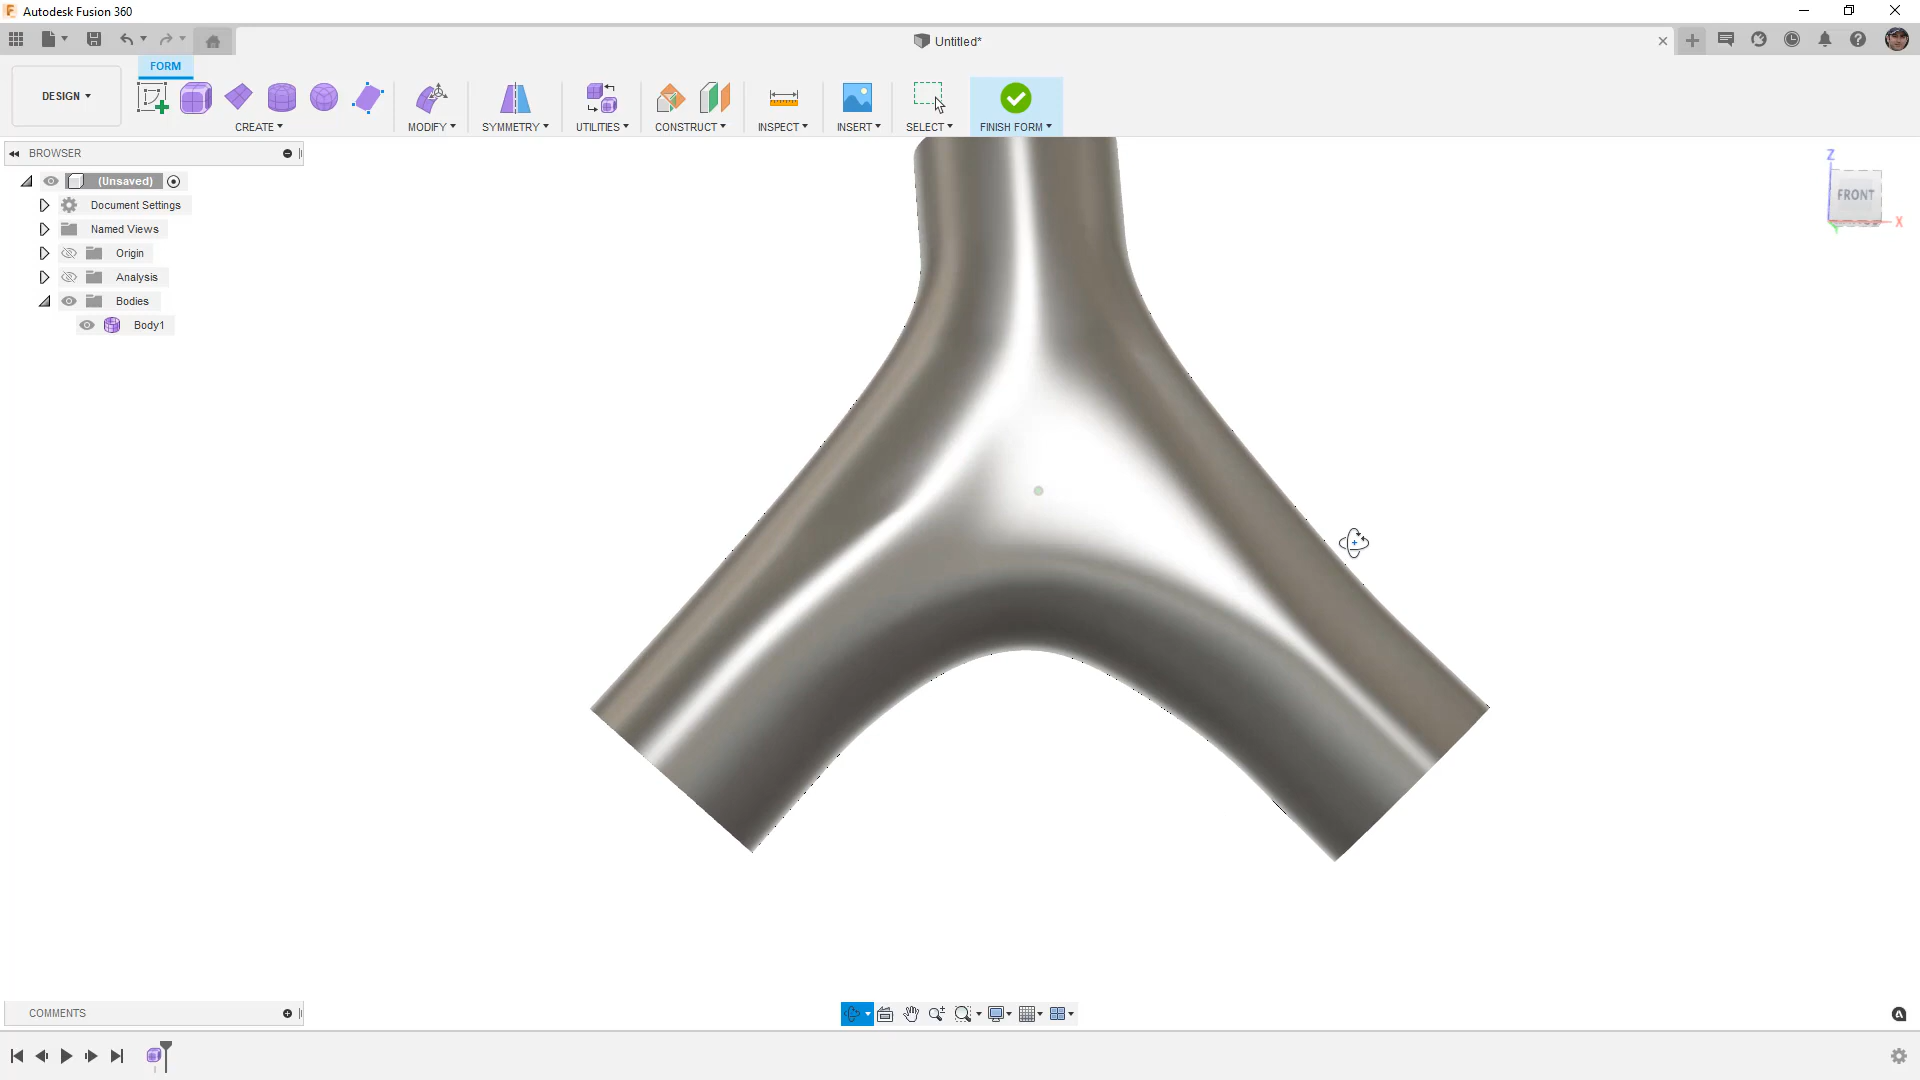 Autodesk Fusion 360
Untitled*
FORM
DESIGN
CREATE
MODIFY
SYMMETRY
UTILITIES
CONSTRUCT
INSPECT
INSERT
SELECT
FINISH FORM
BROWSER
(Unsaved)
Document Settings
Named Views
Origin
Analysis
Bodies
Body1
Z
FRONT
X
COMMENTS